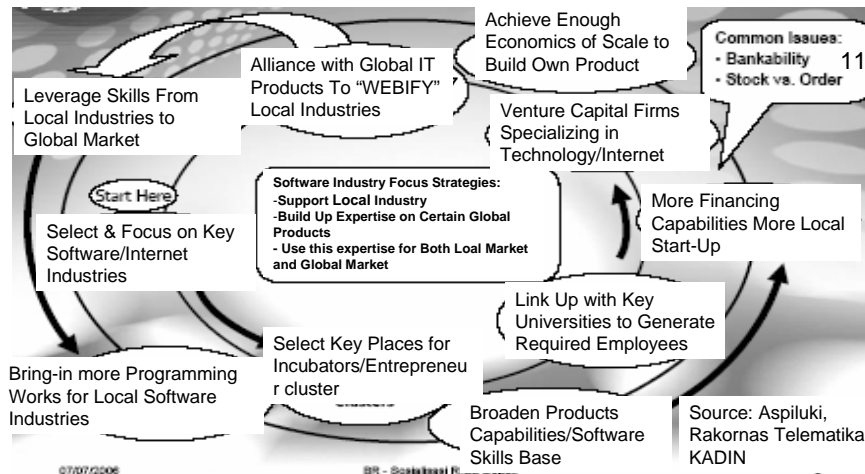 Achieve Enough
Economics of Scale to
Build Own Product
Common Issues:
- Bankability
- Stock vs. Order
11
Alliance with Global IT
Products To “WEBIFY”
Local Industries
Leverage Skills From
Local Industries to
Global Market
Venture Capital Firms
Specializing in
Technology/Internet
Start Here
Software Industry Focus Strategies:
-Support Local Industry
-Build Up Expertise on Certain Global
Products
- Use this expertise for Both Loal Market
and Global Market
More Financing
Capabilities More Local
Start-Up
Select & Focus on Key
Software/Internet
Industries
Link Up with Key
Universities to Generate
Required Employees
Select Key Places for
Incubators/Entrepreneu
r cluster
Clusters
Bring-in more Programming
Works for Local Software
Industries
Broaden Products
Capabilities/Software
Skills Base
Source: Aspiluki,
Rakornas Telematika
KADIN
07/07/2006
BR - Sosialisasi